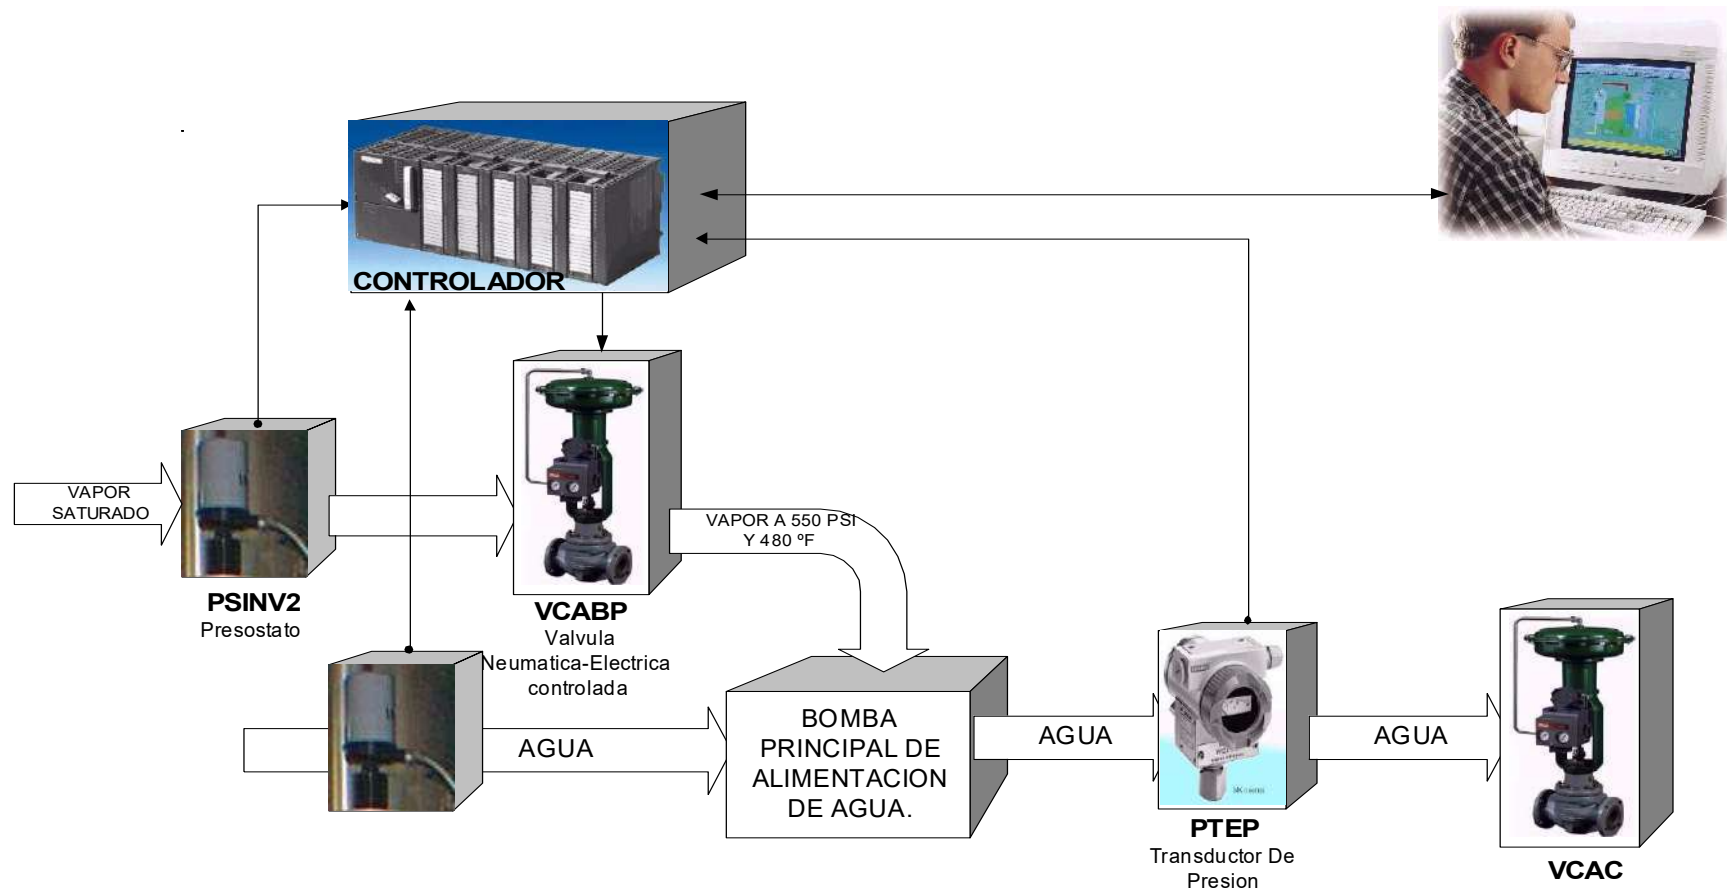 CONTROLADOR
VAPOR
SATURADO
VAPOR A 550 PSI
Y 480 ºF
PSINV2
Presostato
VCABP
Valvula
Neumatica-Electrica
controlada
AGUA
BOMBA
PRINCIPAL DE
ALIMENTACION
DE AGUA.
AGUA
AGUA
PTEP
Transductor De
Presion
VCAC